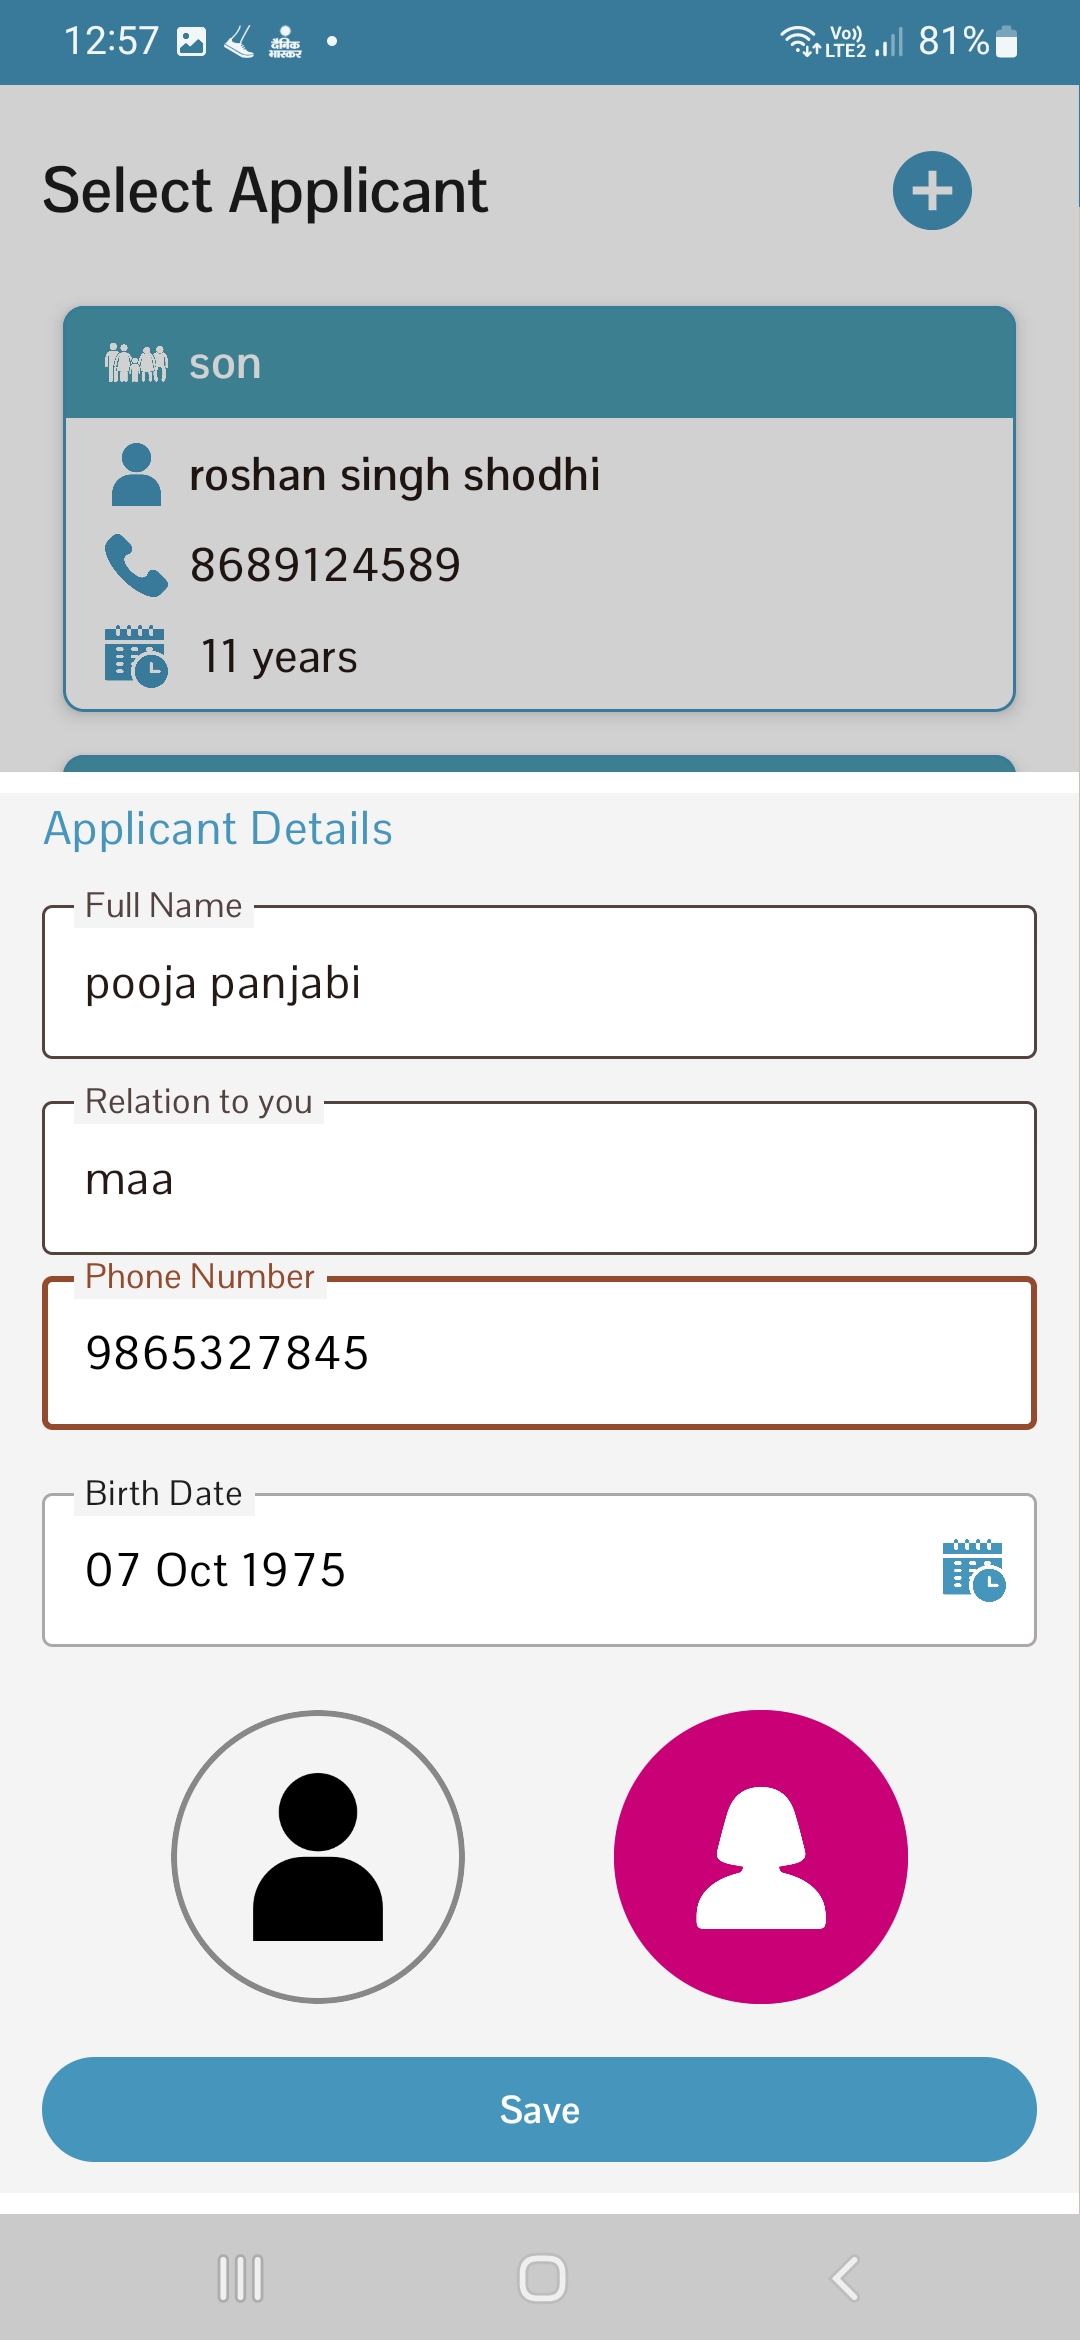 12:57 दैनिक भास्कर Vo)) LTE2 81%
Select Applicant
son
roshan singh shodhi
8689124589
11 years
Applicant Details
Full Name
pooja panjabi
Relation to you
maa
Phone Number
9865327845
Birth Date
07 Oct 1975
Save